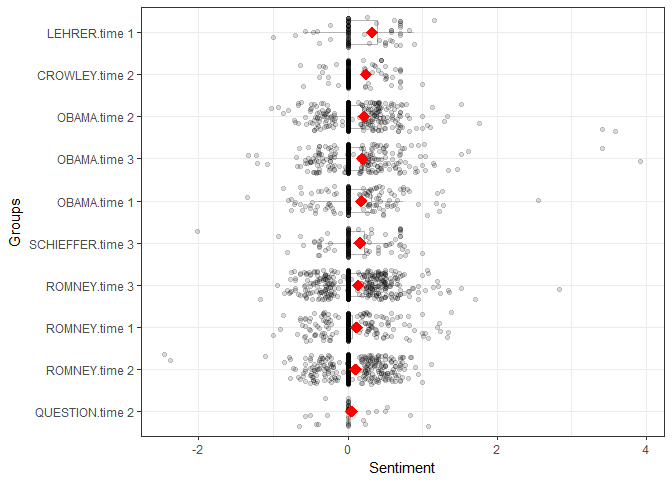 LEHRER.time 1
CROWLEY.time 2
OBAMA.time 2
OBAMA.time 3
OBAMA.time 1
SCHIEFFER.time 3
ROMNEY.time 3
ROMNEY.time 1
ROMNEY.time 2
QUESTION.time 2
Groups
-2 0 2 4
Sentiment